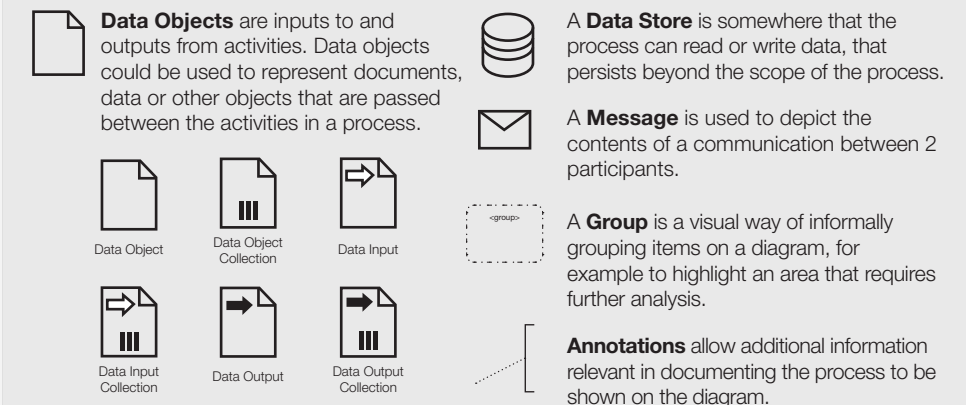 Data Objects are inputs to and
outputs from activities. Data objects
could be used to represent documents,
data or other objects that are passed
between the activities in a process.
Data Object
Data Object
Collection
Data Input
Data Input
Collection
Data Output
Data Output
Collection
A Data Store is somewhere that the
process can read or write data, that
persists beyond the scope of the process.
A Message is used to depict the
contents of a communication between 2
participants.
<group>
A Group is a visual way of informally
grouping items on a diagram, for
example to highlight an area that requires
further analysis.
Annotations allow additional information
relevant in documenting the process to be
shown on the diagram.